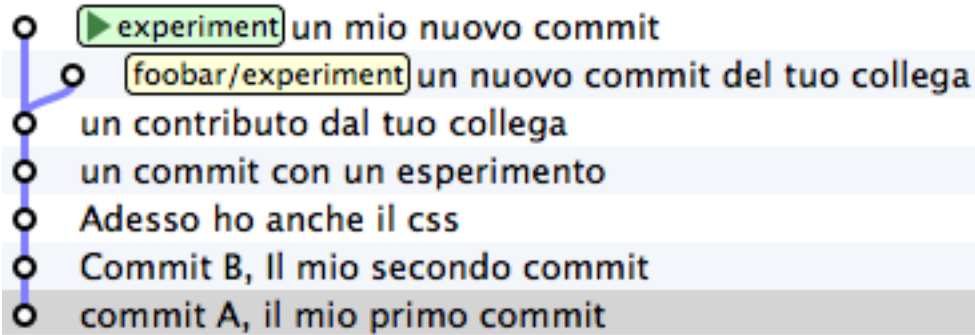 experiment un mio nuovo commit
foobar/experiment un nuovo commit del tuo collega
un contributo dal tuo collega
un commit con un esperimento
Adesso ho anche il css
Commit B, Il mio secondo commit
commit A, il mio primo commit